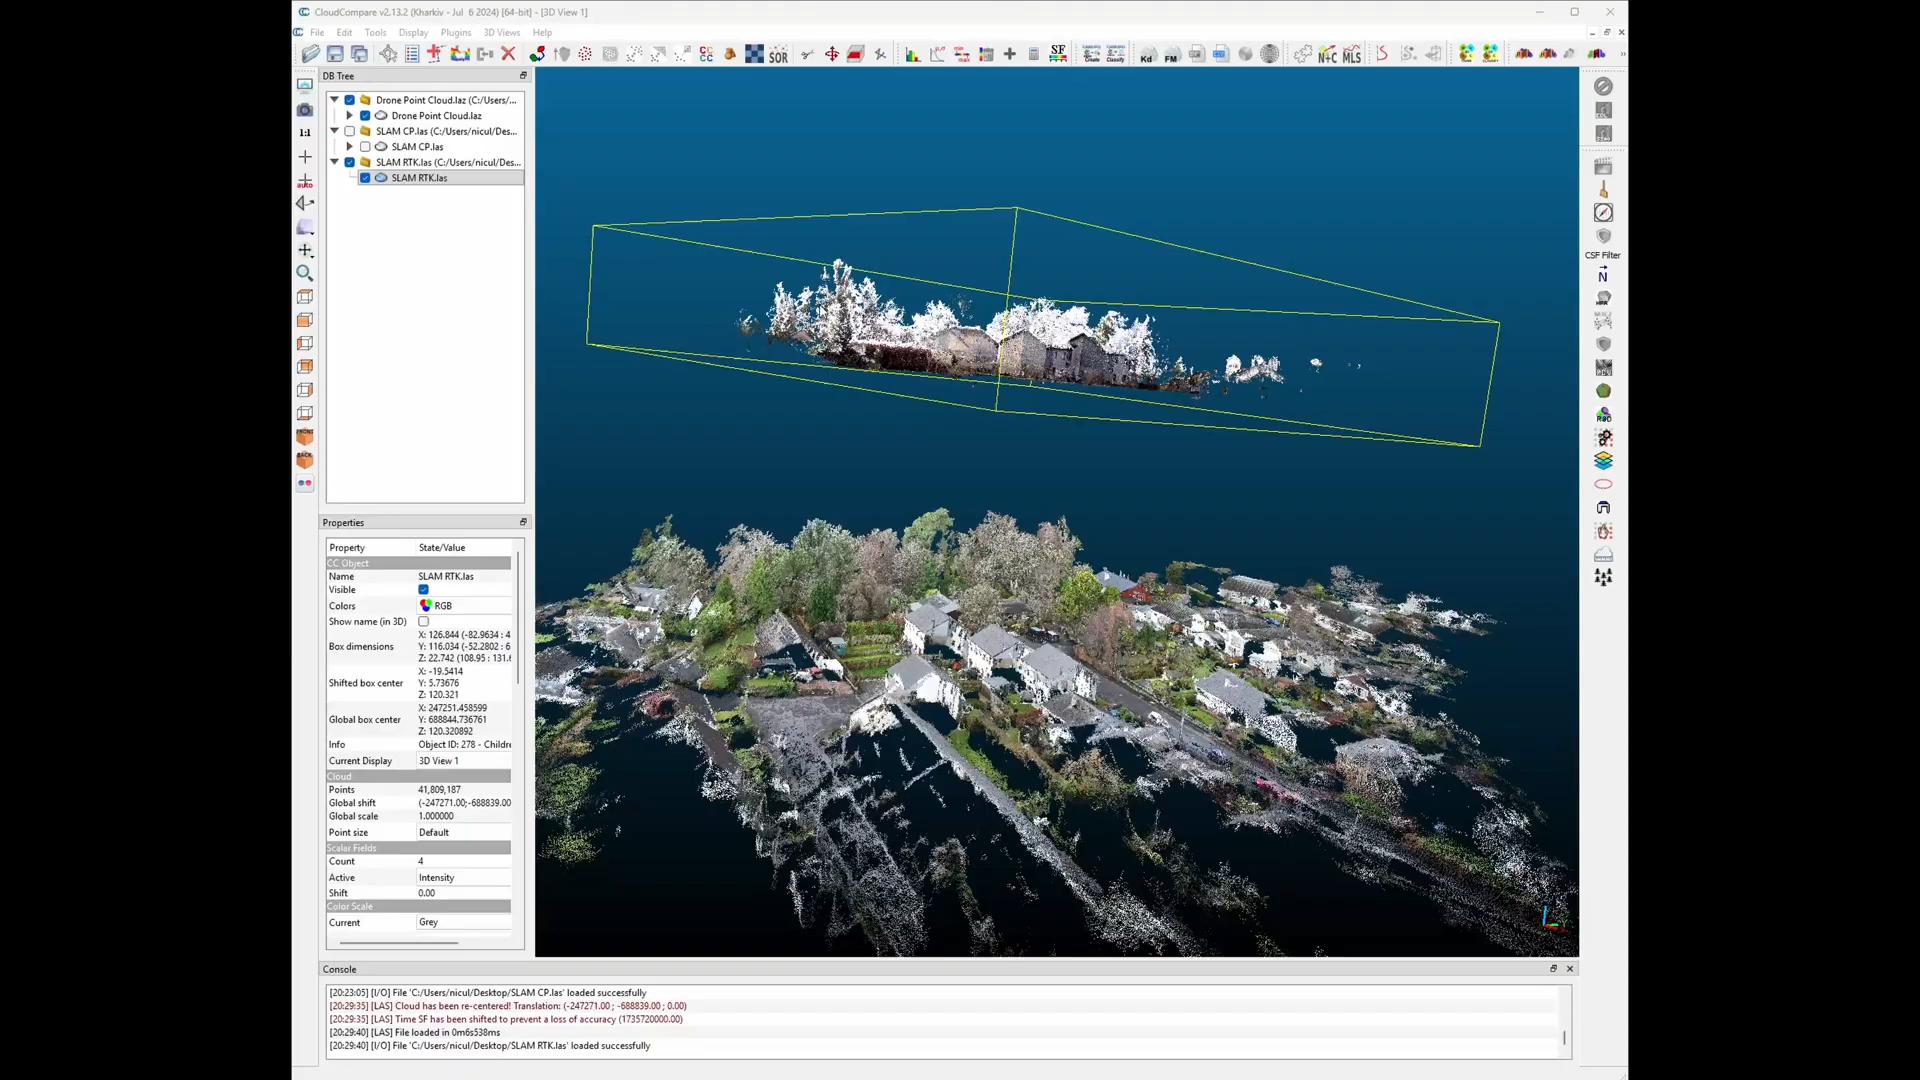 CloudCompare v2.13.2 (Kharkiv - Jul 6 2024) [64-bit] - [3D View 1]
File Edit Tools Display Plugins 3D Views Help
SOR SF Kd FM N+C MLS
DB Tree
Drone Point Cloud.laz (C:/Users/...
Drone Point Cloud.laz
SLAM CP.las (C:/Users/nicul/Des...
SLAM CP.las
SLAM RTK.las (C:/Users/nicul/Des...
SLAM RTK.las
1:1
auto
FRONT
BACK
CSF Filter
N
Properties
Property State/Value
CC Object
Name SLAM RTK.las
Visible
Colors RGB
Show name (in 3D)
Box dimensions X: 126.844 (-82.9634 : 4
Y: 116.034 (-52.2802 : 6
Z: 22.742 (108.95 : 131.6
Shifted box center X: -19.5414
Y: 5.73676
Z: 120.321
Global box center X: 247251.458599
Y: 688844.736761
Z: 120.320892
Info Object ID: 278 - Childre
Current Display 3D View 1
Cloud
Points 41,809,187
Global shift (-247271.00;-688839.00
Global scale 1.000000
Point size Default
Scalar Fields
Count 4
Active Intensity
Shift 0.00
Color Scale
Current Grey
Console
[20:23:05] [I/O] File 'C:/Users/nicul/Desktop/SLAM CP.las' loaded successfully
[20:29:35] [LAS] Cloud has been re-centered! Translation: (-247271.00 ; -688839.00 ; 0.00)
[20:29:35] [LAS] Time SF has been shifted to prevent a loss of accuracy (1735720000.00)
[20:29:40] [LAS] File loaded in 0m6s538ms
[20:29:40] [I/O] File 'C:/Users/nicul/Desktop/SLAM RTK.las' loaded successfully